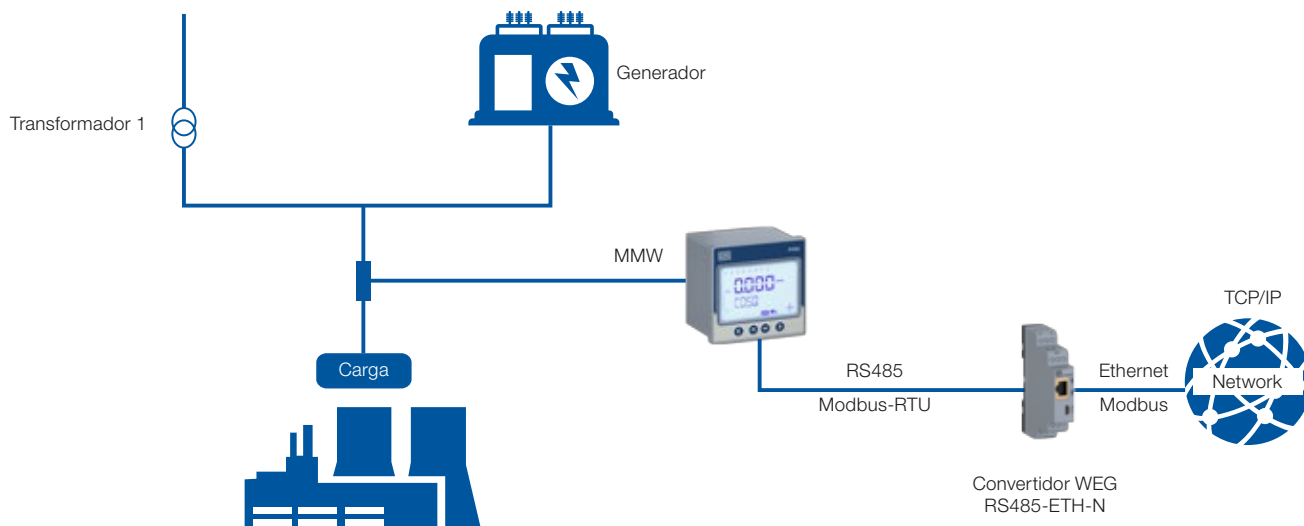 Generador
Transformador 1
MMW
0.000
TCP/IP
Carga
RS485
Modbus-RTU
Ethernet
Modbus
Network
Convertidor WEG
RS485-ETH-N